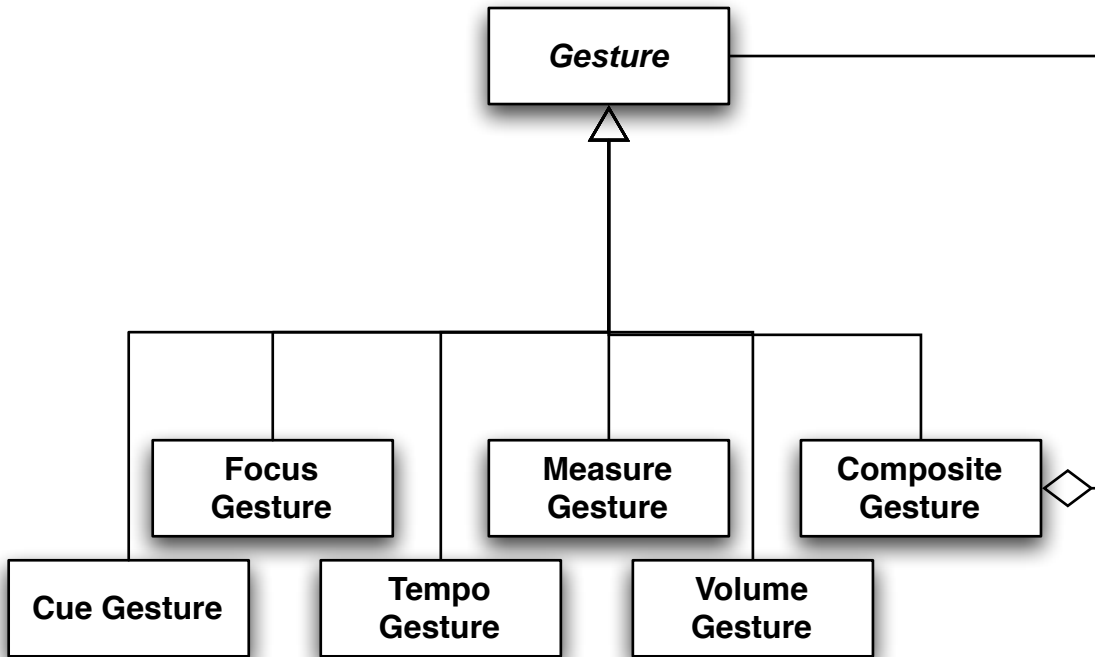 Gesture
Focus
Gesture
Measure
Gesture
Composite
Gesture
Cue Gesture
Tempo
Gesture
Volume
Gesture